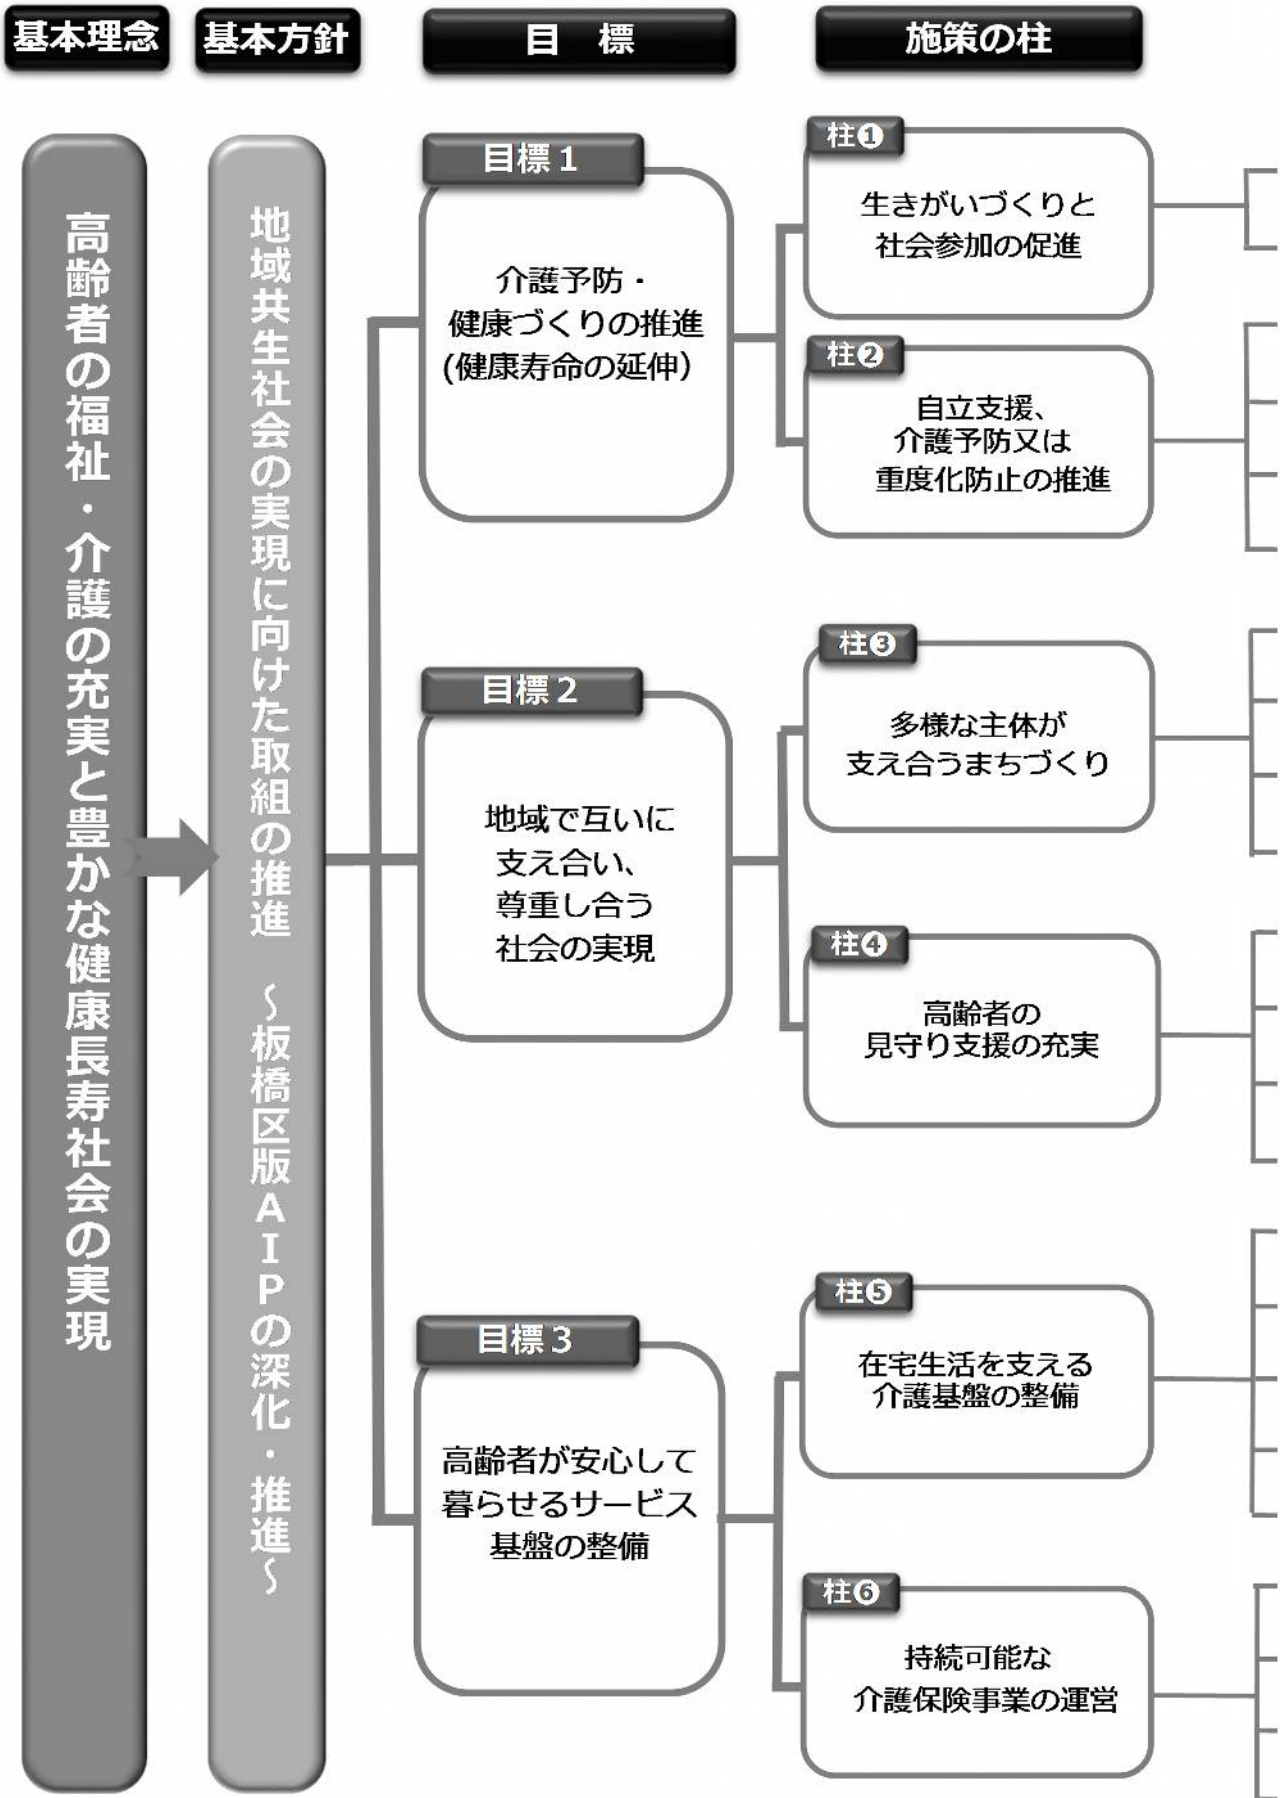 基本理念
基本方針
目　標
施策の柱
高齢者の福祉・介護の充実と豊かな健康長寿社会の実現
地域共生社会の実現に向けた取組の推進　～板橋区版ＡＩＰの深化・推進～
目標１
介護予防・
健康づくりの推進
(健康寿命の延伸）
柱❶
生きがいづくりと
社会参加の促進
柱❷
自立支援、
介護予防又は
重度化防止の推進
目標２
地域で互いに
支え合い、
尊重し合う
社会の実現
柱❸
多様な主体が
支え合うまちづくり
柱❹
高齢者の
見守り支援の充実
目標３
高齢者が安心して
暮らせるサービス
基盤の整備
柱❺
在宅生活を支える
介護基盤の整備
柱❻
持続可能な
介護保険事業の運営